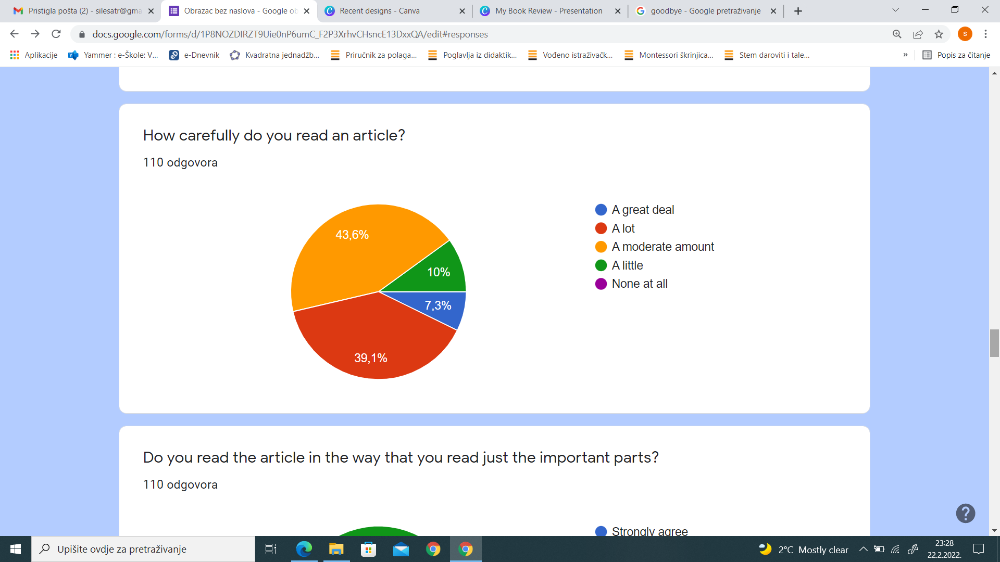 Pristigla pošta (2) - silesatr@gma
Obrazac bez naslova - Google ob
Recent designs - Canva
My Book Review - Presentation
goodbye - Google pretraživanje
docs.google.com/forms/d/1P8NOZDIRZT9Uie0nP6umC_F2P3XrhvCHsncE13DxxQA/edit#responses
s
Aplikacije
Yammer : e-Škole: V...
e-Dnevnik
Kvadratna jednadžb...
Priručnik za polaga...
Poglavlja iz didaktik...
Vođeno istraživačk...
Montessori škrinjica...
Stem daroviti i tale...
»
Popis za čitanje
How carefully do you read an article?
110 odgovora
43,6%
10%
7,3%
39,1%
A great deal
A lot
A moderate amount
A little
None at all
Do you read the article in the way that you read just the important parts?
110 odgovora
Strongly agree
?
Upišite ovdje za pretraživanje
2°C Mostly clear
23:28
22.2.2022.